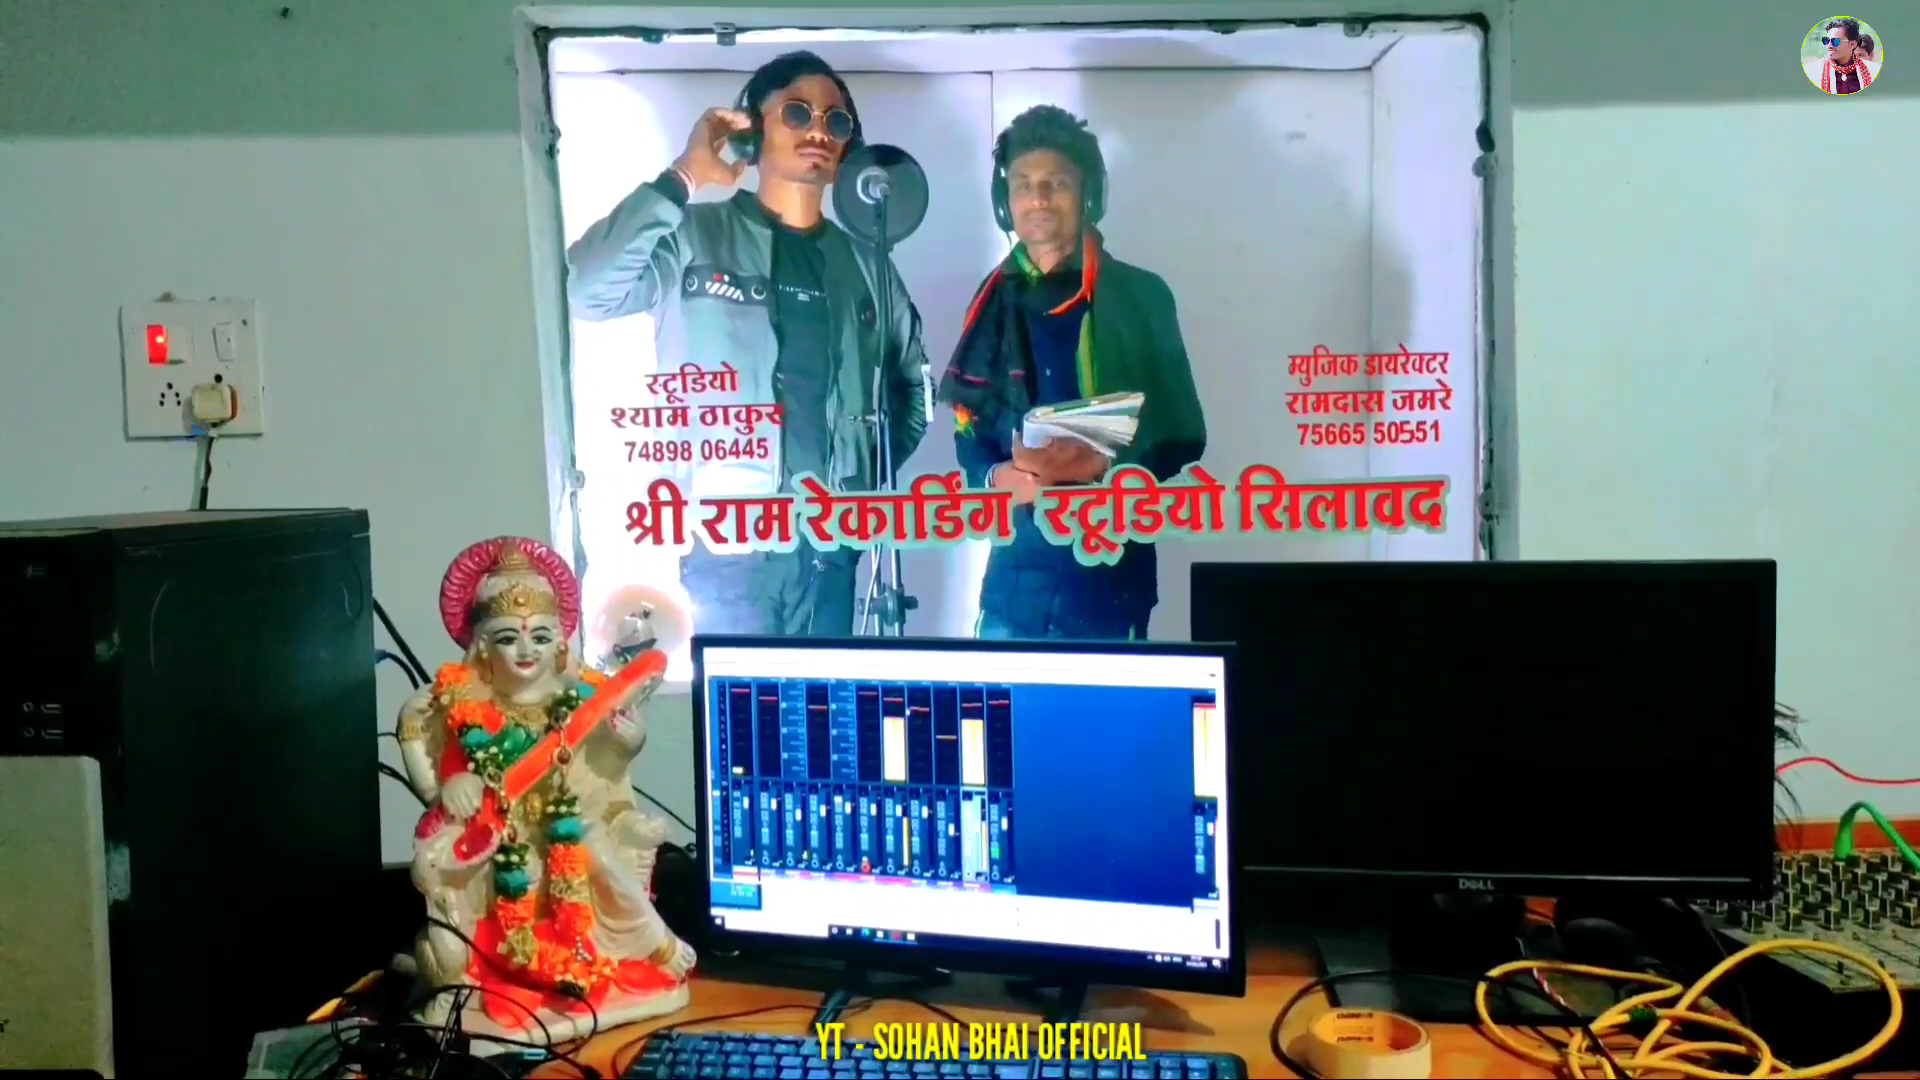 स्टूडियो
श्याम ठाकुर
74898 06445
म्युजिक डायरेक्टर
रामदास जमरे
75665 50551
श्री राम रेकार्डिंग स्टूडियो सिलावद
DELL
YT - SOHAN BHAI OFFICIAL